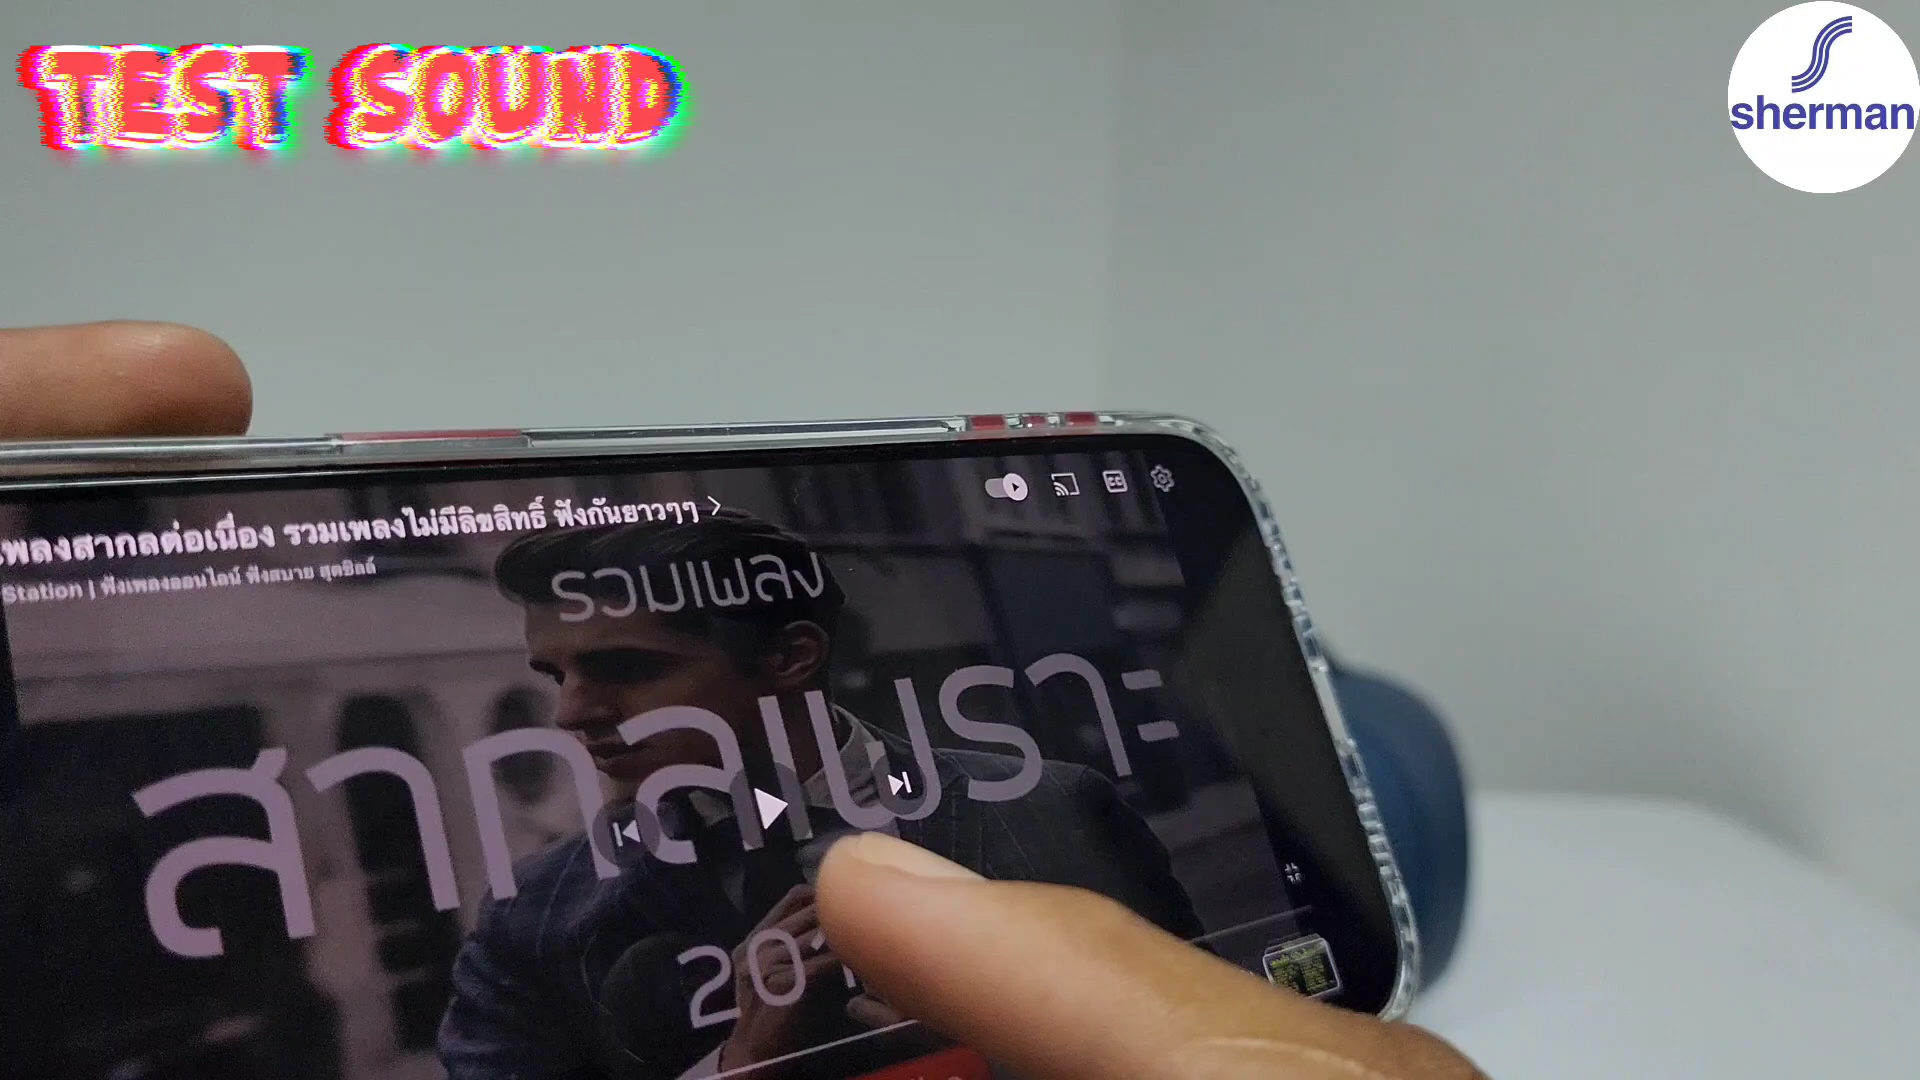 TEST SOUND
sherman
เพลงสากลต่อเนื่อง รวมเพลงไม่มีลิขสิทธิ์ ฟังกันยาวๆๆ
Station | ฟังเพลงออนไลน์ ฟังสบาย สุดชิลล์
CC
รวมเพลง
สากลเพราะ